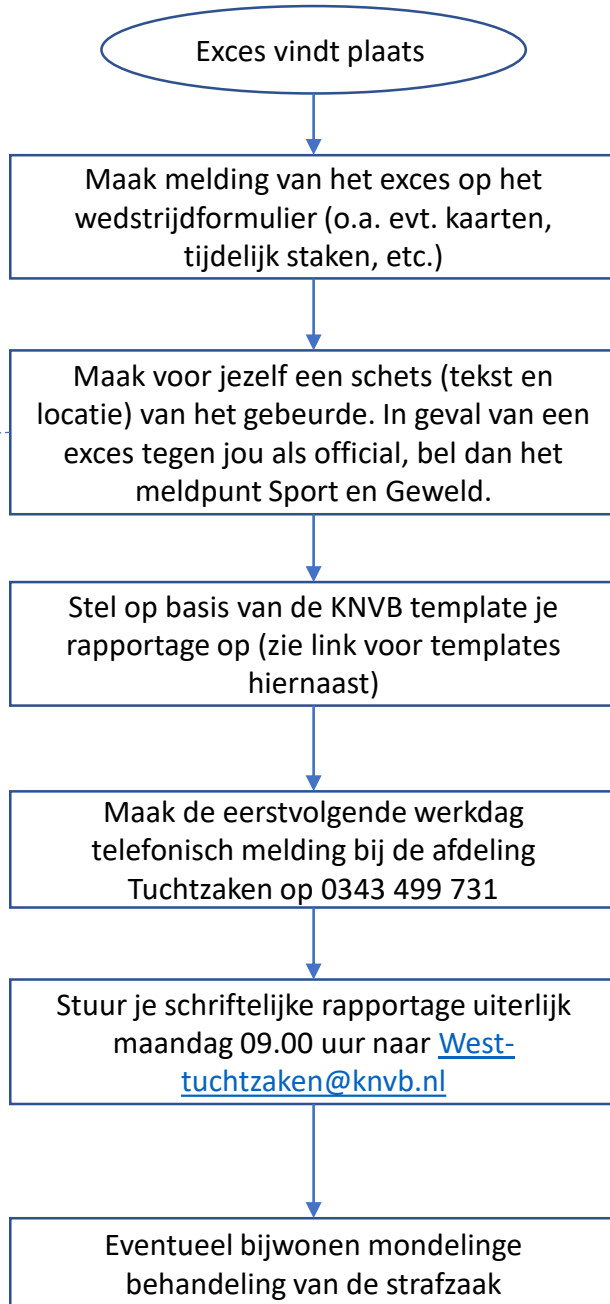 Exces vindt plaats
Maak melding van het exces op het
wedstrijdformulier (o.a. evt. kaarten,
tijdelijk staken, etc.)
Maak voor jezelf een schets (tekst en
locatie) van het gebeurde. In geval van een
exces tegen jou als official, bel dan het
meldpunt Sport en Geweld.
Stel op basis van de KNVB template je
rapportage op (zie link voor templates
hiernaast)
Maak de eerstvolgende werkdag
telefonisch melding bij de afdeling
Tuchtzaken op 0343 499 731
Stuur je schriftelijke rapportage uiterlijk
maandag 09.00 uur naar West-
tuchtzaken@knvb.nl
Eventueel bijwonen mondelinge
behandeling van de strafzaak